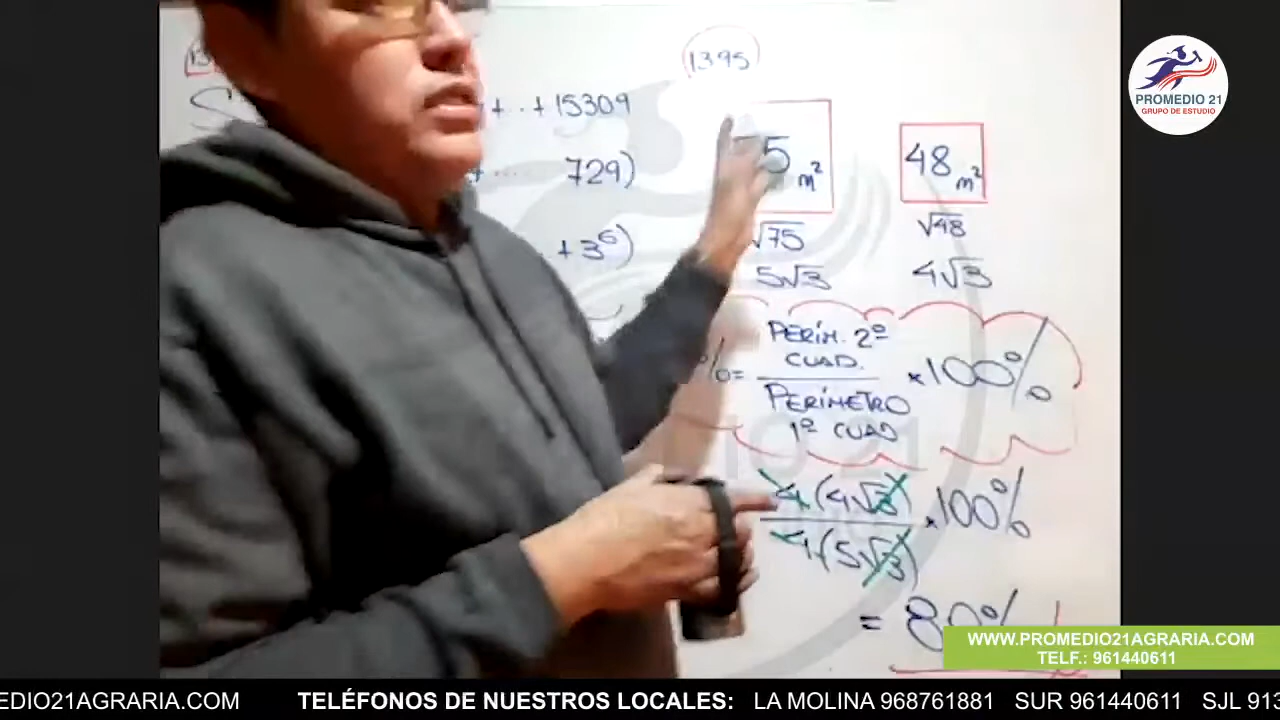 1395
+ ·· + 15309
+ ···· 729)
+ 3⁶)
5 m²
√75
5√3
48 m²
√48
4√3
%= PERÍM. 2º CUAD. / PERÍMETRO 1º CUAD × 100%
4(4√3) / 4(5√3) × 100%
= 80%
PROMEDIO 21
GRUPO DE ESTUDIO
WWW.PROMEDIO21AGRARIA.COM
TELF.: 961440611
MEDIO21AGRARIA.COM TELÉFONOS DE NUESTROS LOCALES: LA MOLINA 968761881 SUR 961440611 SJL 913